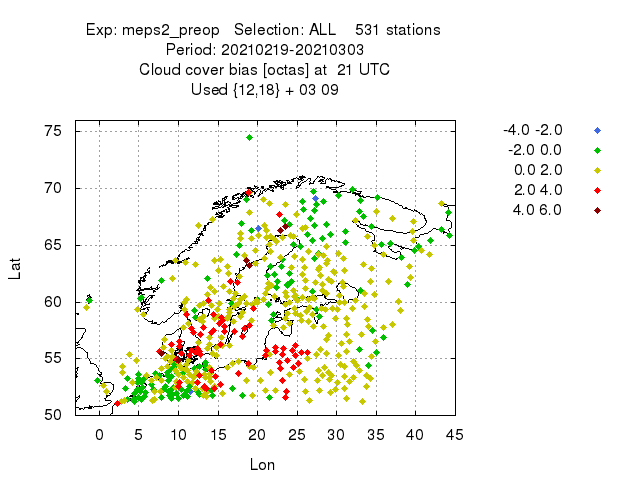 Exp: meps2_preop   Selection: ALL    531 stations
Period: 20210219-20210303
Cloud cover bias [octas] at  21 UTC
Used {12,18} + 03 09
-4.0 -2.0
-2.0 0.0
0.0 2.0
2.0 4.0
4.0 6.0
75
70
65
60
55
50
Lat
0 5 10 15 20 25 30 35 40 45
Lon